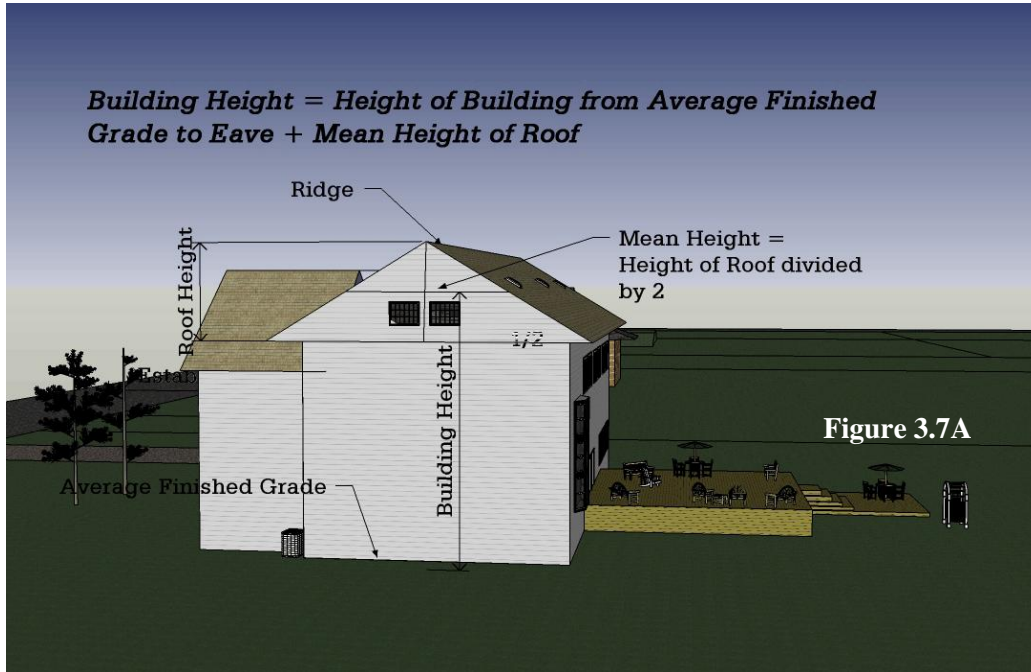 Building Height = Height of Building from Average Finished
Grade to Eave + Mean Height of Roof
Ridge
Mean Height =
Height of Roof divided
by 2
Roof Height
1/2
Estab
Building Height
Figure 3.7A
Average Finished Grade